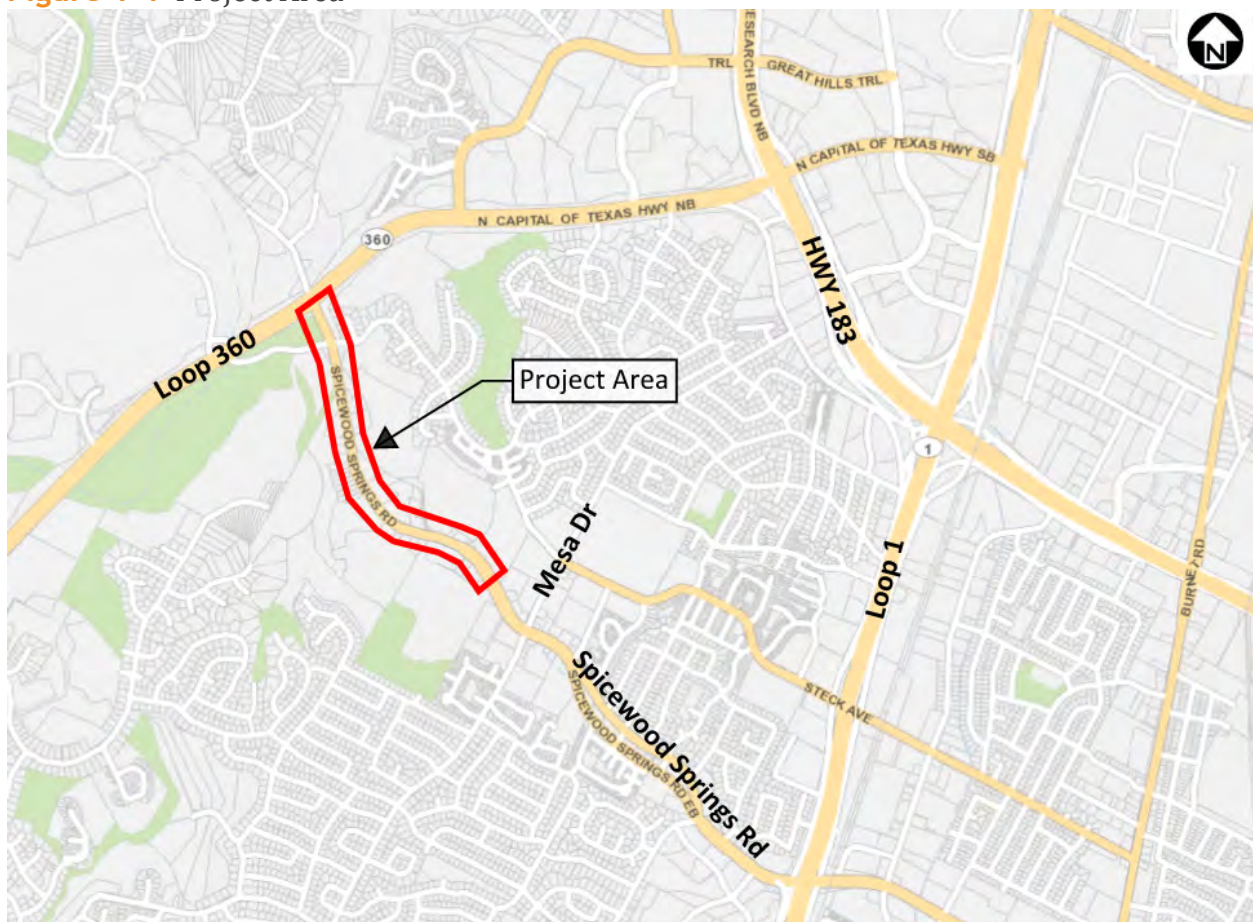 Project Area
N
RESEARCH BLVD NB
TRL
GREAT HILLS TRL
N CAPITAL OF TEXAS HWY SB
N CAPITAL OF TEXAS HWY NB
360
HWY 183
Loop 360
Project Area
SPICEWOOD SPRINGS RD
1
Mesa Dr
Loop 1
BURNET RD
STECK AVE
Spicewood Springs Rd
SPICEWOOD SPRINGS RD EB